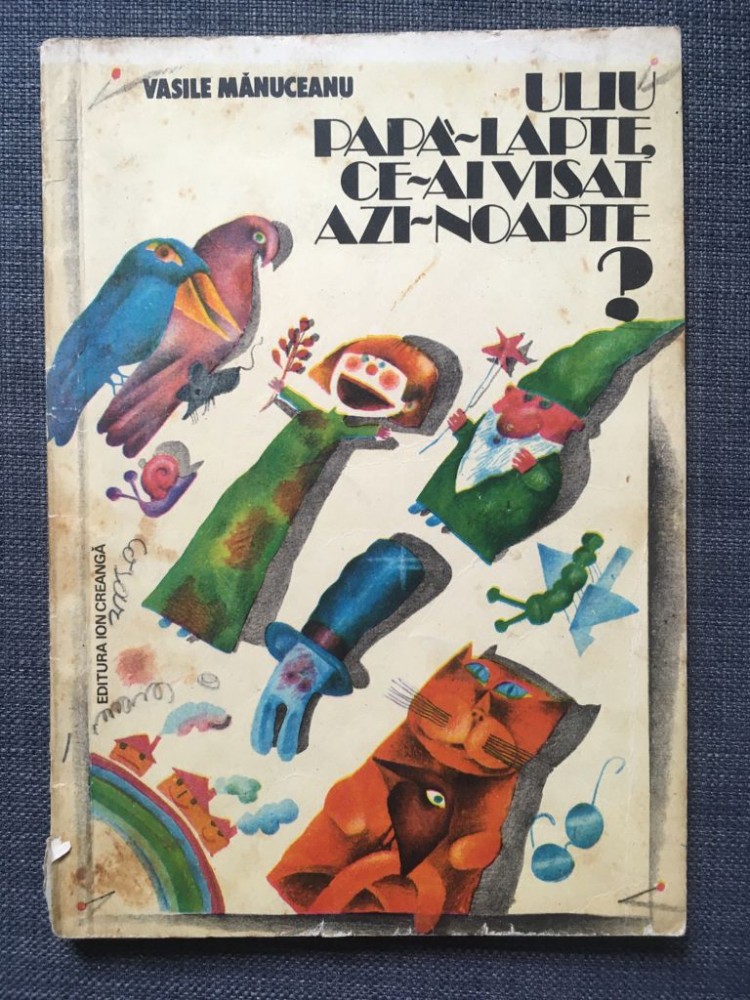 VASILE MĂNUCEANU
ULIU
PAPĂ-LAPTE,
CE-AI VISAT
AZI-NOAPTE
?
EDITURA ION CREANGĂ